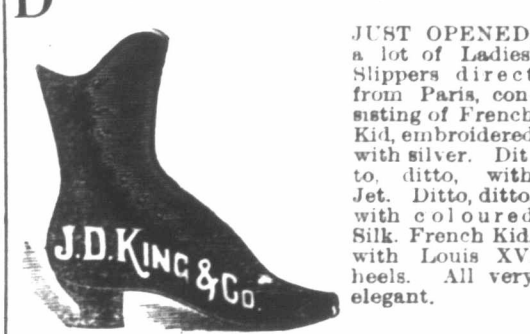 D
J.D. KING & Co.
JUST OPENED
a lot of Ladies
Slippers direct
from Paris, con
sisting of French
Kid, embroidered
with silver. Dit
to, ditto, with
Jet. Ditto, ditto
with coloured
Silk. French Kid
with Louis XV
heels. All very
elegant.